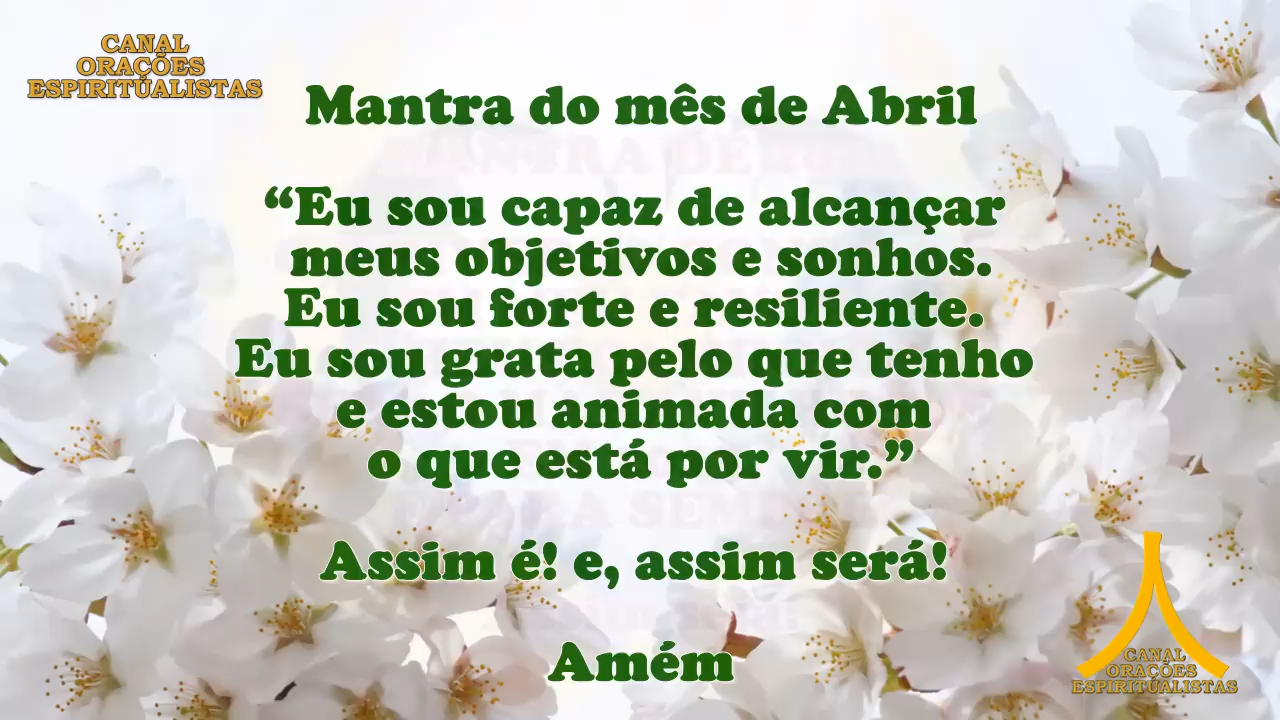 CANAL
ORAÇÕES
ESPIRITUALISTAS
Mantra do mês de Abril
“Eu sou capaz de alcançar
meus objetivos e sonhos.
Eu sou forte e resiliente.
Eu sou grata pelo que tenho
e estou animada com
o que está por vir.”
Assim é! e, assim será!
Amém
CANAL
ORAÇÕES
ESPIRITUALISTAS